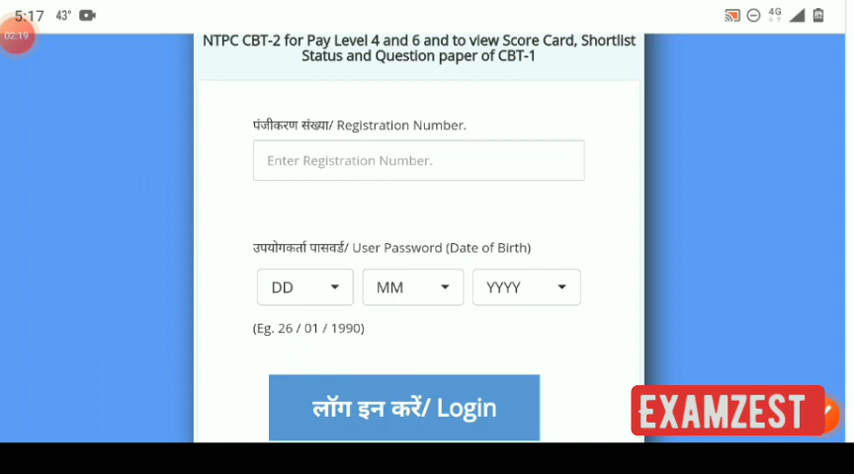 5:17 43°
4G
02:19
NTPC CBT-2 for Pay Level 4 and 6 and to view Score Card, Shortlist
Status and Question paper of CBT-1
पंजीकरण संख्या/ Registration Number.
Enter Registration Number.
उपयोगकर्ता पासवर्ड/ User Password (Date of Birth)
DD MM YYYY
(Eg. 26 / 01 / 1990)
लॉग इन करें/ Login
EXAMZEST